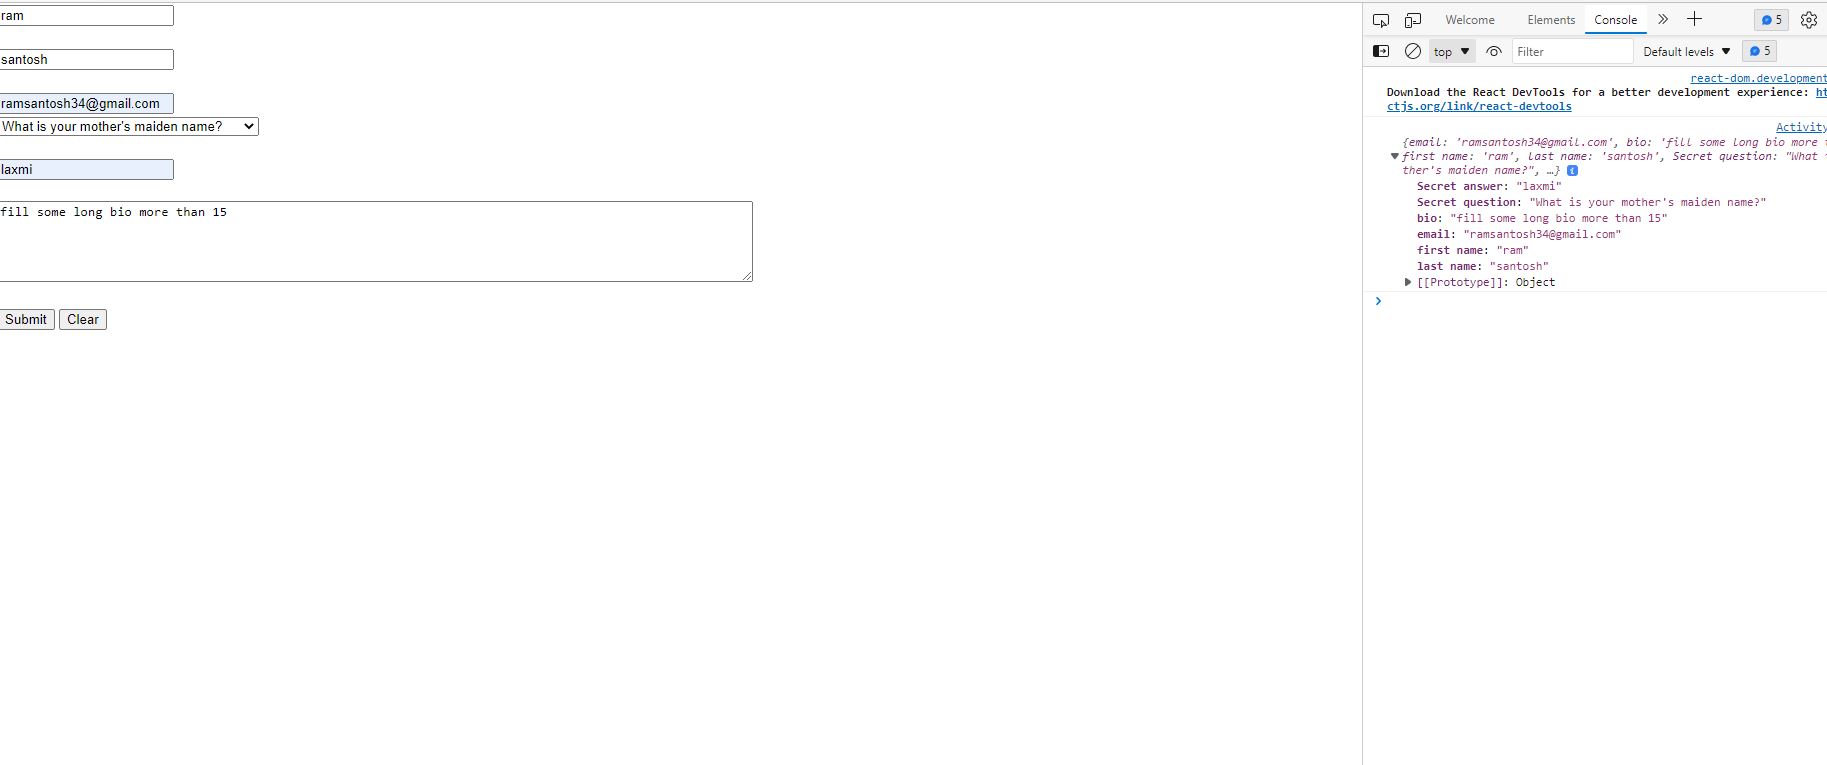 ram
santosh
ramsantosh34@gmail.com
What is your mother's maiden name?
laxmi
fill some long bio more than 15
Submit Clear
Welcome Elements Console 5
top Filter Default levels 5
react-dom.development
Download the React DevTools for a better development experience: ht
ctjs.org/link/react-devtools
Activity
{email: 'ramsantosh34@gmail.com', bio: 'fill some long bio more t
first name: 'ram', last name: 'santosh', Secret question: "What
ther's maiden name?", …}
Secret answer: "laxmi"
Secret question: "What is your mother's maiden name?"
bio: "fill some long bio more than 15"
email: "ramsantosh34@gmail.com"
first name: "ram"
last name: "santosh"
[[Prototype]]: Object